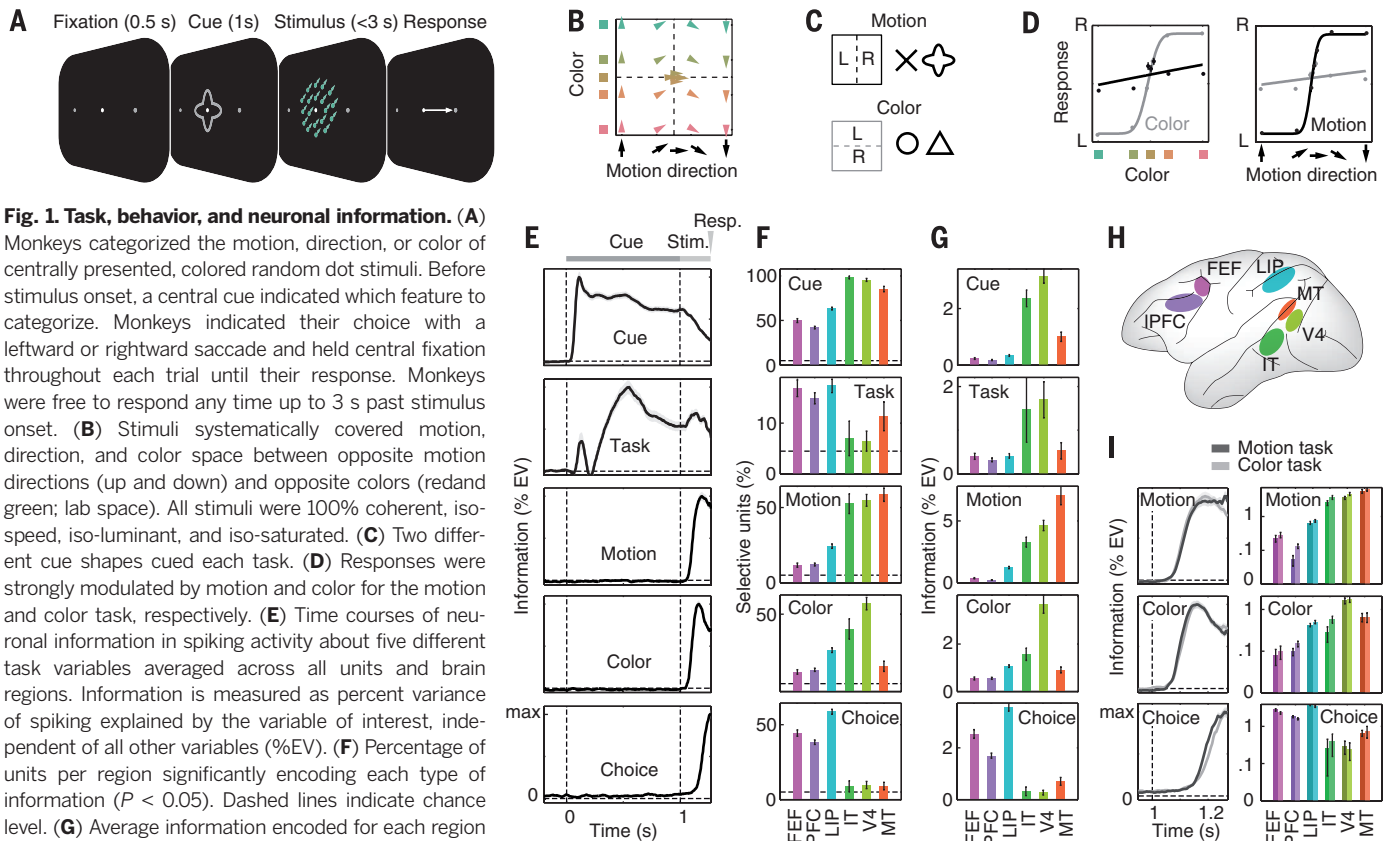 A
Fixation (0.5 s) Cue (1s) Stimulus (<3 s) Response
B
Color
Motion direction
C
Motion
L R
Color
L
R
D
Response
R
L
Color
Color
Motion
Motion direction
Fig. 1. Task, behavior, and neuronal information. (A)
Monkeys categorized the motion, direction, or color of
centrally presented, colored random dot stimuli. Before
stimulus onset, a central cue indicated which feature to
categorize. Monkeys indicated their choice with a
leftward or rightward saccade and held central fixation
throughout each trial until their response. Monkeys
were free to respond any time up to 3 s past stimulus
onset. (B) Stimuli systematically covered motion,
direction, and color space between opposite motion
directions (up and down) and opposite colors (redand
green; lab space). All stimuli were 100% coherent, iso-
speed, iso-luminant, and iso-saturated. (C) Two differ-
ent cue shapes cued each task. (D) Responses were
strongly modulated by motion and color for the motion
and color task, respectively. (E) Time courses of neu-
ronal information in spiking activity about five different
task variables averaged across all units and brain
regions. Information is measured as percent variance
of spiking explained by the variable of interest, inde-
pendent of all other variables (%EV). (F) Percentage of
units per region significantly encoding each type of
information (P < 0.05). Dashed lines indicate chance
level. (G) Average information encoded for each region
E
Resp.
Cue Stim.
Information (% EV)
Cue
Task
Motion
Color
Choice
max
0
0 1
Time (s)
F
Selective units (%)
100
50
0
Cue
10
0
Task
50
0
Motion
50
0
Color
50
0
Choice
FEF
PFC
LIP
IT
V4
MT
G
Information (% EV)
2
0
Cue
2
0
Task
5
0
Motion
2
0
Color
2
0
Choice
FEF
PFC
LIP
IT
V4
MT
H
FEF
LIP
MT
lPFC
V4
IT
I
Motion task
Color task
Information (% EV)
Motion
Color
max
Choice
0
1 1.2
Time (s)
Motion
1
.1
0
Color
1
.1
0
Choice
1
.1
0
FEF
PFC
LIP
IT
V4
MT